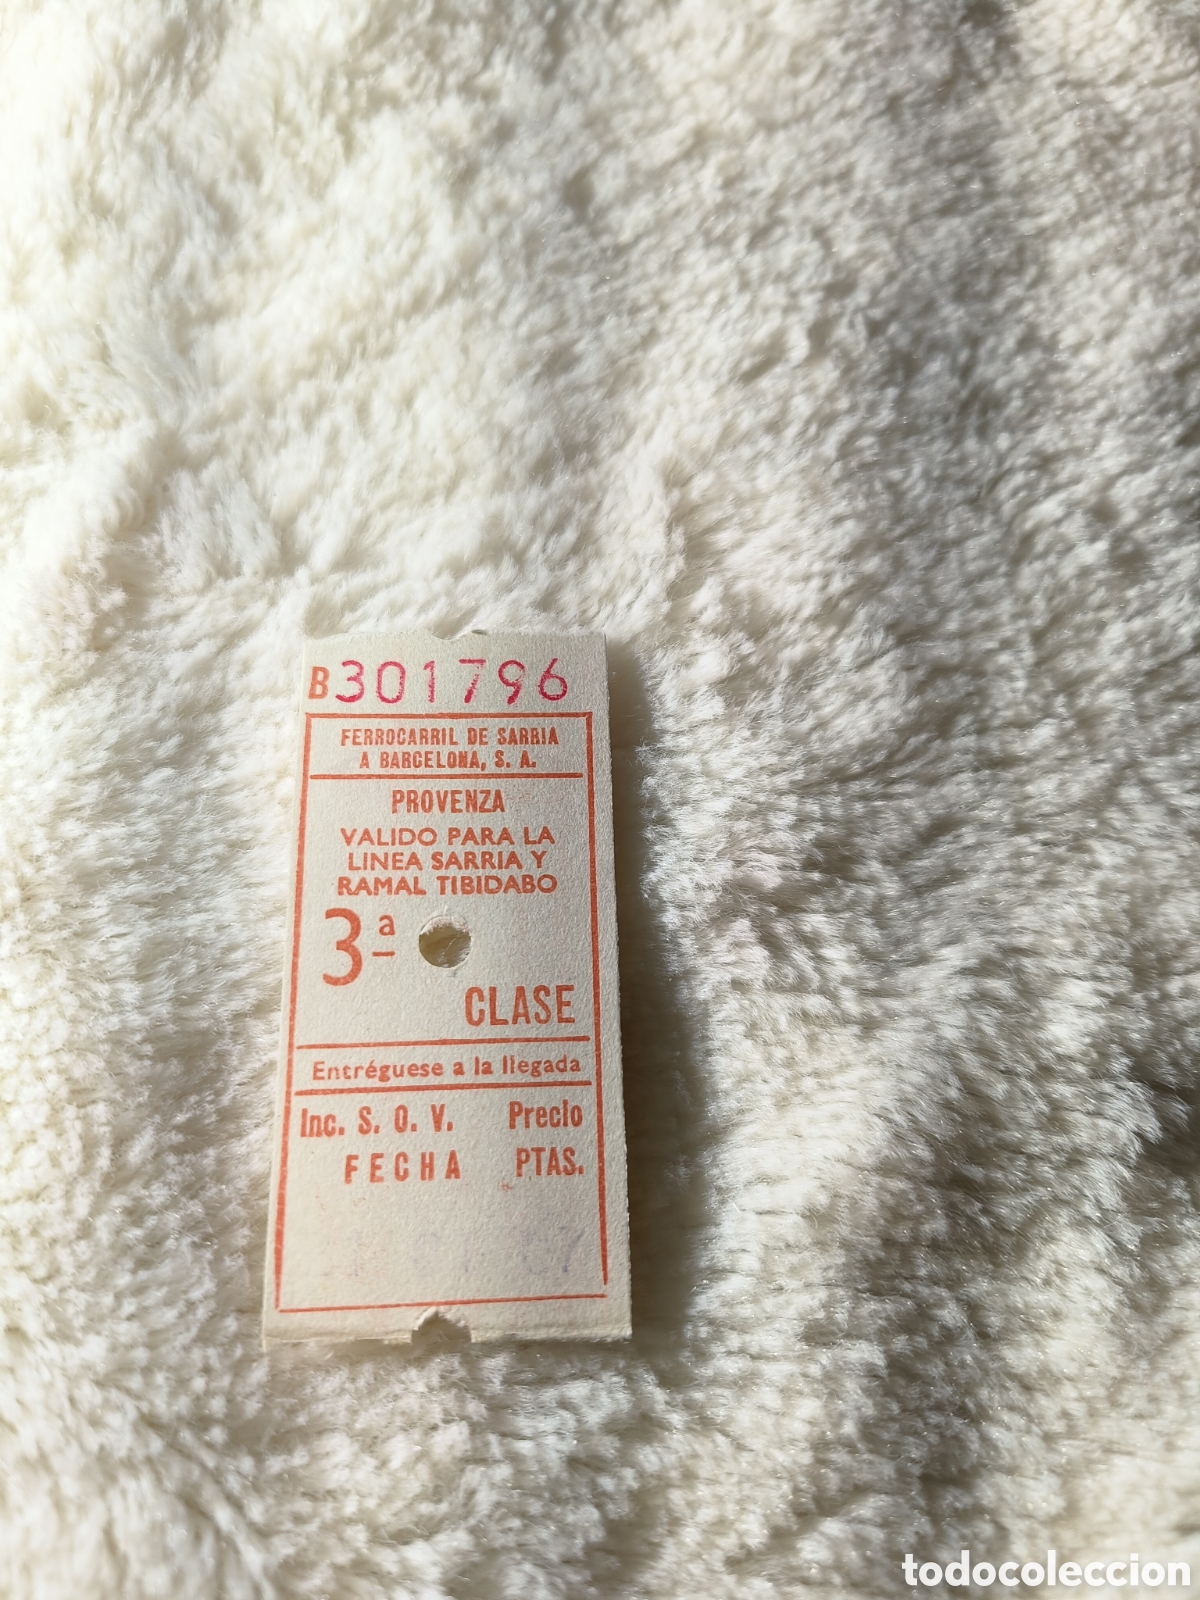 B 301796
FERROCARRIL DE SARRIA
A BARCELONA, S. A.
PROVENZA
VALIDO PARA LA
LINEA SARRIA Y
RAMAL TIBIDABO
3ª
CLASE
Entréguese a la llegada
Inc. S. O. V. Precio
FECHA PTAS.
todocoleccion